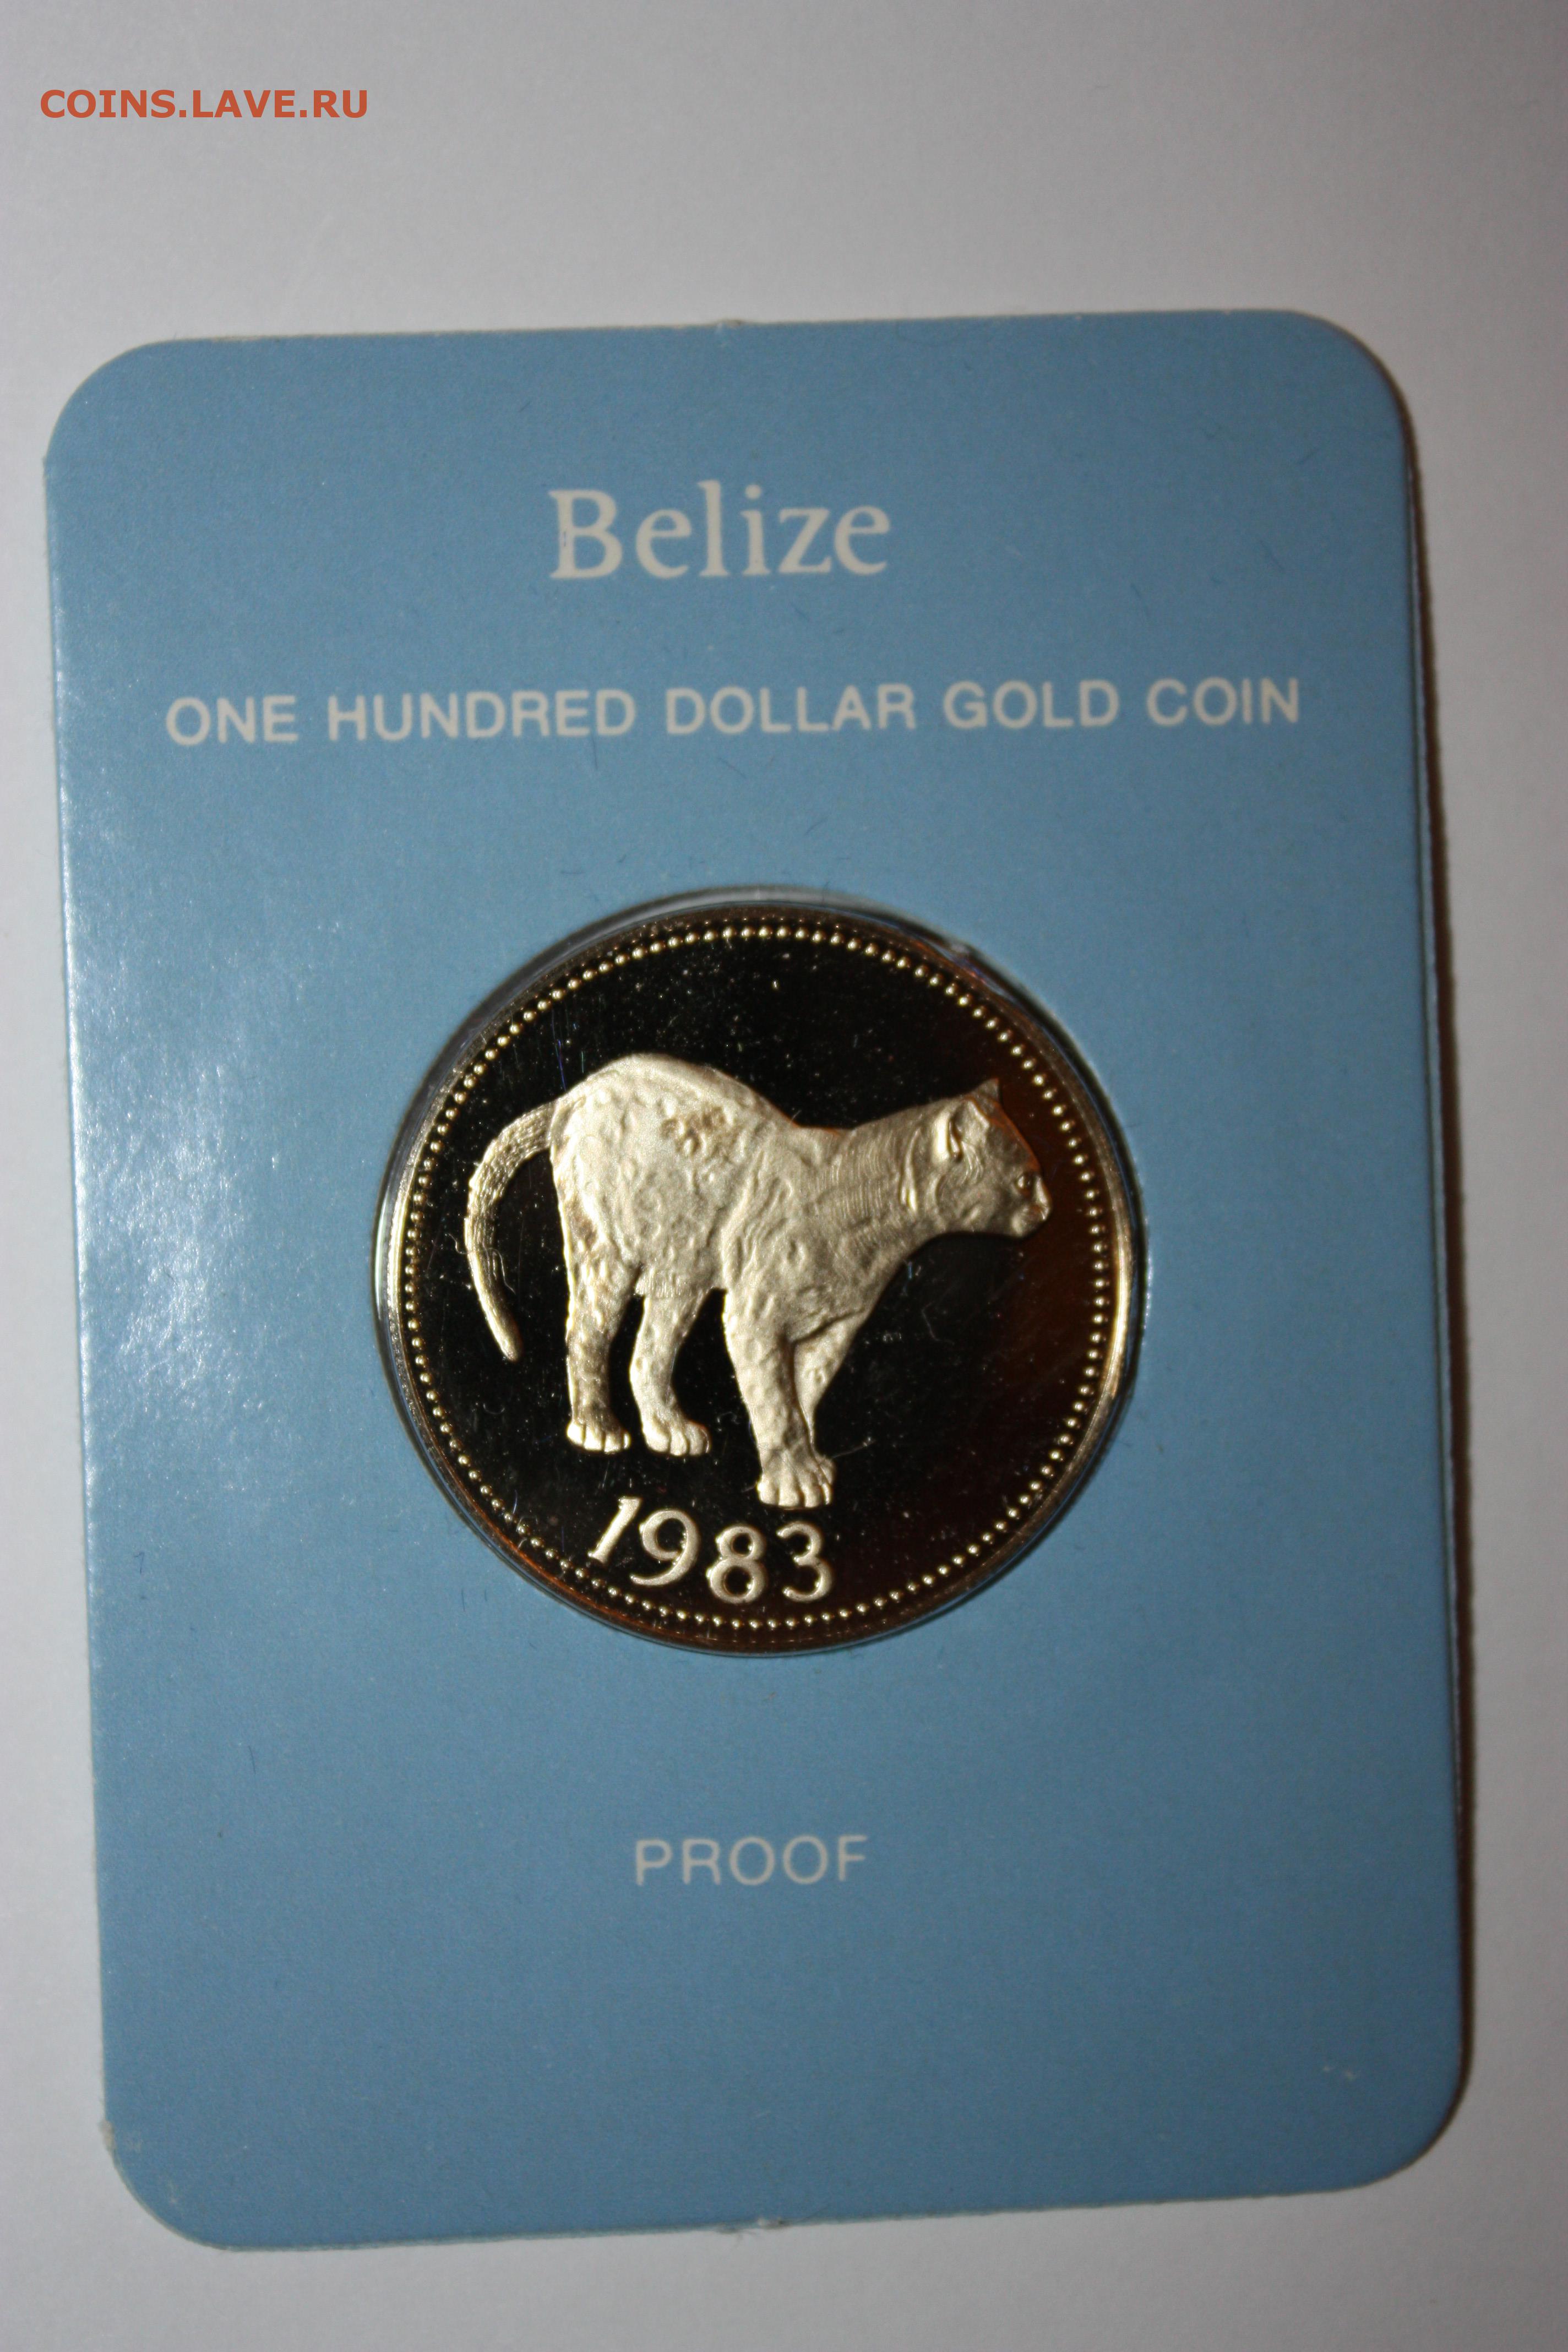 COINS.LAVE.RU
Belize
ONE HUNDRED DOLLAR GOLD COIN
1983
PROOF